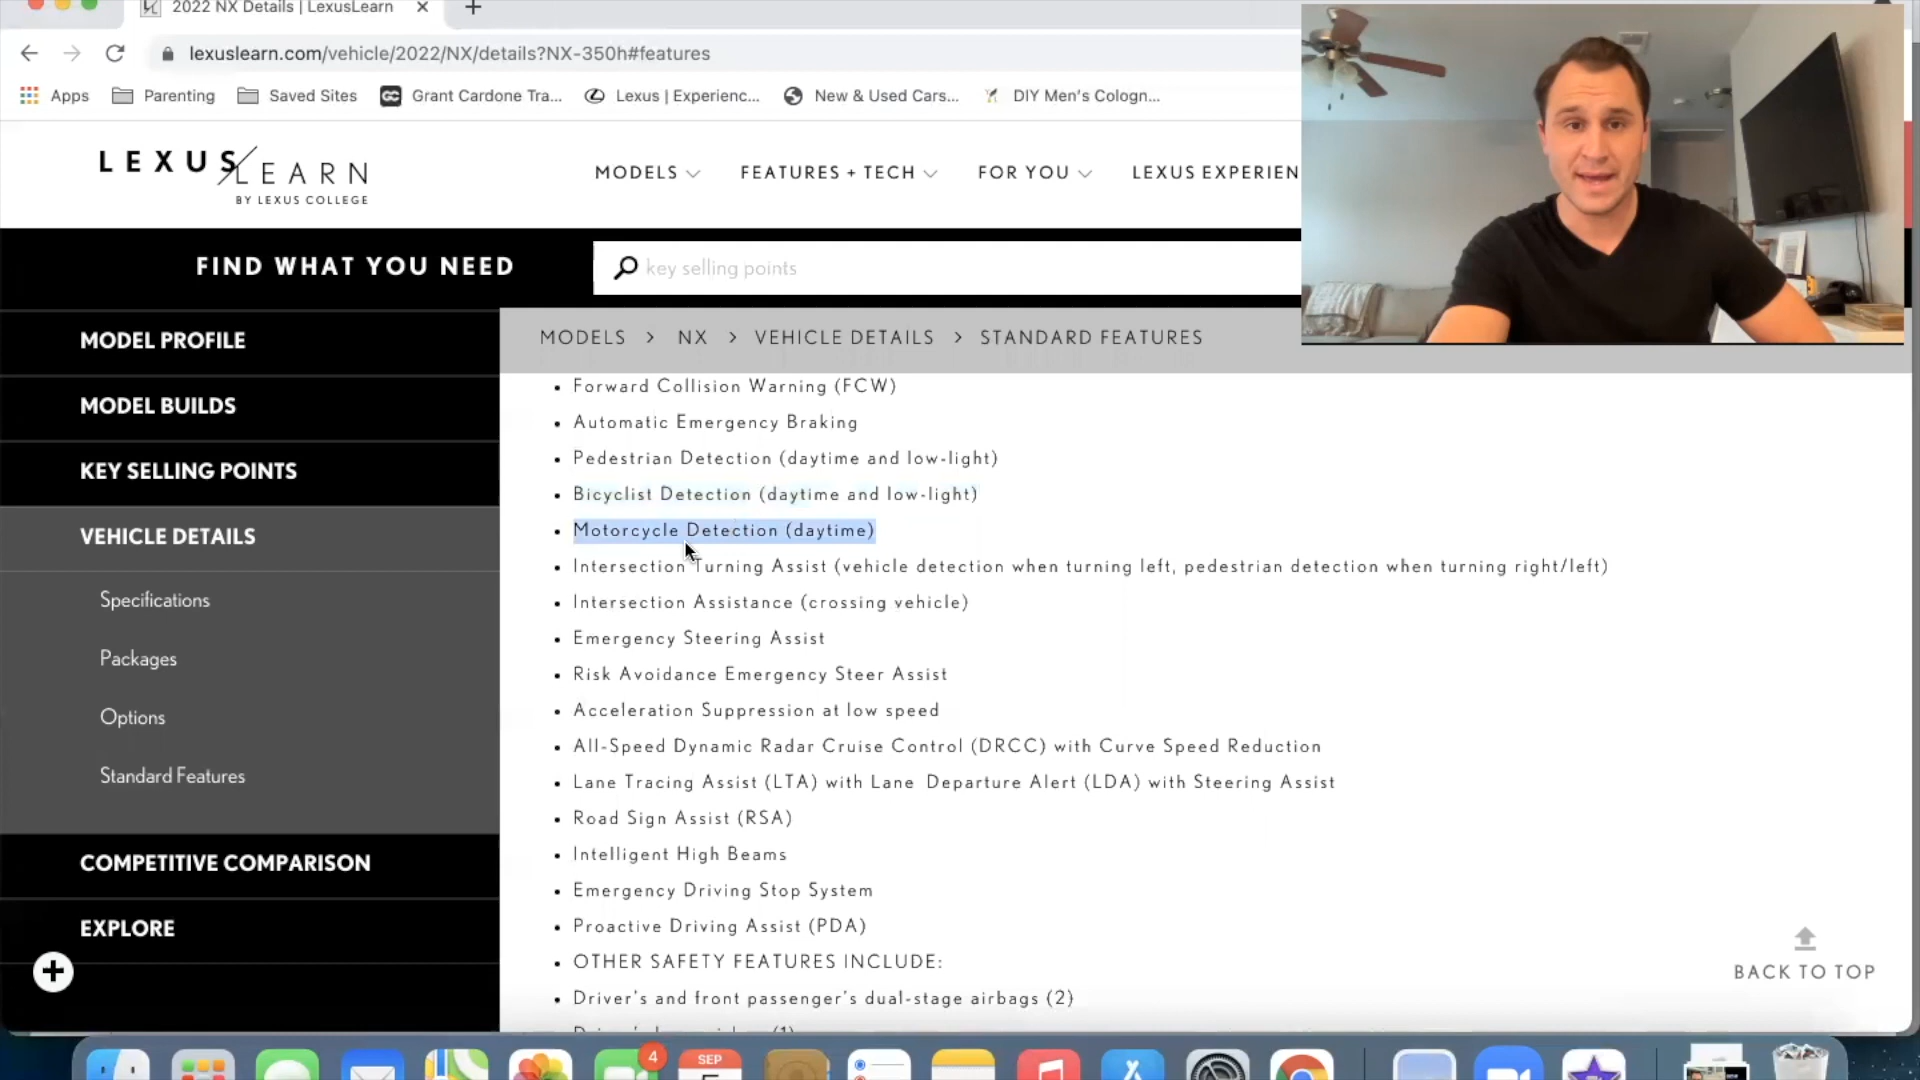 2022 NX Details | LexusLearn
lexuslearn.com/vehicle/2022/NX/details?NX-350h#features
Apps Parenting Saved Sites Grant Cardone Tra... Lexus | Experienc... New & Used Cars... DIY Men's Cologn...
LEXUS LEARN
BY LEXUS COLLEGE
MODELS FEATURES + TECH FOR YOU LEXUS EXPERIEN
FIND WHAT YOU NEED
key selling points
MODEL PROFILE
MODEL BUILDS
KEY SELLING POINTS
VEHICLE DETAILS
Specifications
Packages
Options
Standard Features
COMPETITIVE COMPARISON
EXPLORE
MODELS > NX > VEHICLE DETAILS > STANDARD FEATURES
• Forward Collision Warning (FCW)
• Automatic Emergency Braking
• Pedestrian Detection (daytime and low-light)
• Bicyclist Detection (daytime and low-light)
• Motorcycle Detection (daytime)
• Intersection Turning Assist (vehicle detection when turning left, pedestrian detection when turning right/left)
• Intersection Assistance (crossing vehicle)
• Emergency Steering Assist
• Risk Avoidance Emergency Steer Assist
• Acceleration Suppression at low speed
• All-Speed Dynamic Radar Cruise Control (DRCC) with Curve Speed Reduction
• Lane Tracing Assist (LTA) with Lane Departure Alert (LDA) with Steering Assist
• Road Sign Assist (RSA)
• Intelligent High Beams
• Emergency Driving Stop System
• Proactive Driving Assist (PDA)
• OTHER SAFETY FEATURES INCLUDE:
• Driver's and front passenger's dual-stage airbags (2)
BACK TO TOP
4
SEP